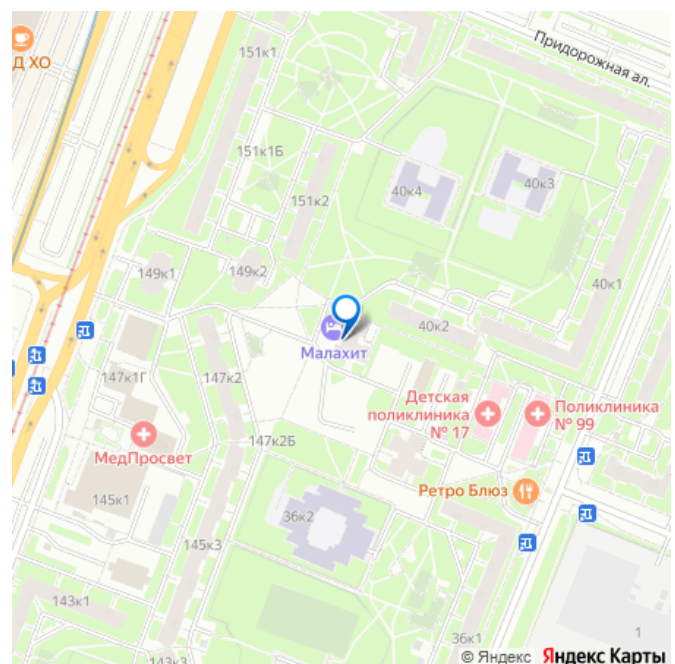 Д ХО
151к1
Придорожная ал.
151к1Б
151к2
40к4
40к3
149к1
149к2
40к1
40к2
Малахит
147к1Г
147к2
Детская
поликлиника
№ 17
Поликлиника
№ 99
МедПросвет
147к2Б
Ретро Блюз
145к1
36к2
145к3
143к1
36к1
1
143к3
© Яндекс Яндекс Карты